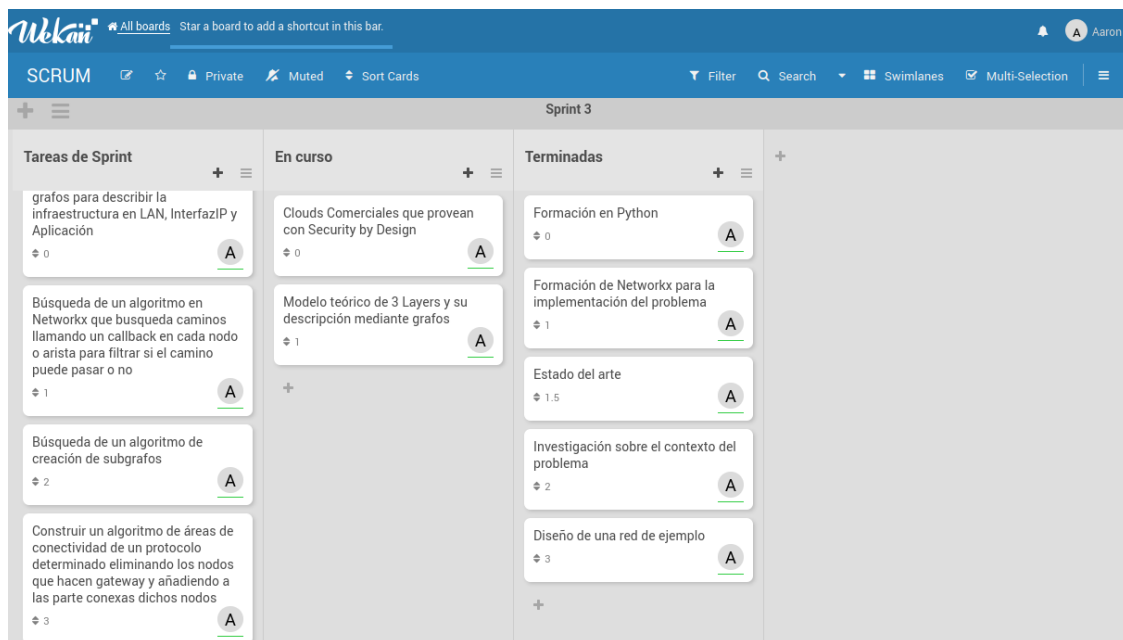 Wekan
All boards Star a board to add a shortcut in this bar.
A Aaron
SCRUM Private Muted Sort Cards Filter Search Swimlanes Multi-Selection
Sprint 3
Tareas de Sprint
grafos para describir la
infraestructura en LAN, InterfazIP y
Aplicación
0 A
Búsqueda de un algoritmo en
Networkx que busqueda caminos
llamando un callback en cada nodo
o arista para filtrar si el camino
puede pasar o no
1 A
Búsqueda de un algoritmo de
creación de subgrafos
2 A
Construir un algoritmo de áreas de
conectividad de un protocolo
determinado eliminando los nodos
que hacen gateway y añadiendo a
las parte conexas dichos nodos
3 A
En curso
Clouds Comerciales que provean
con Security by Design
0 A
Modelo teórico de 3 Layers y su
descripción mediante grafos
1 A
Terminadas
Formación en Python
0 A
Formación de Networkx para la
implementación del problema
1 A
Estado del arte
1.5 A
Investigación sobre el contexto del
problema
2 A
Diseño de una red de ejemplo
3 A